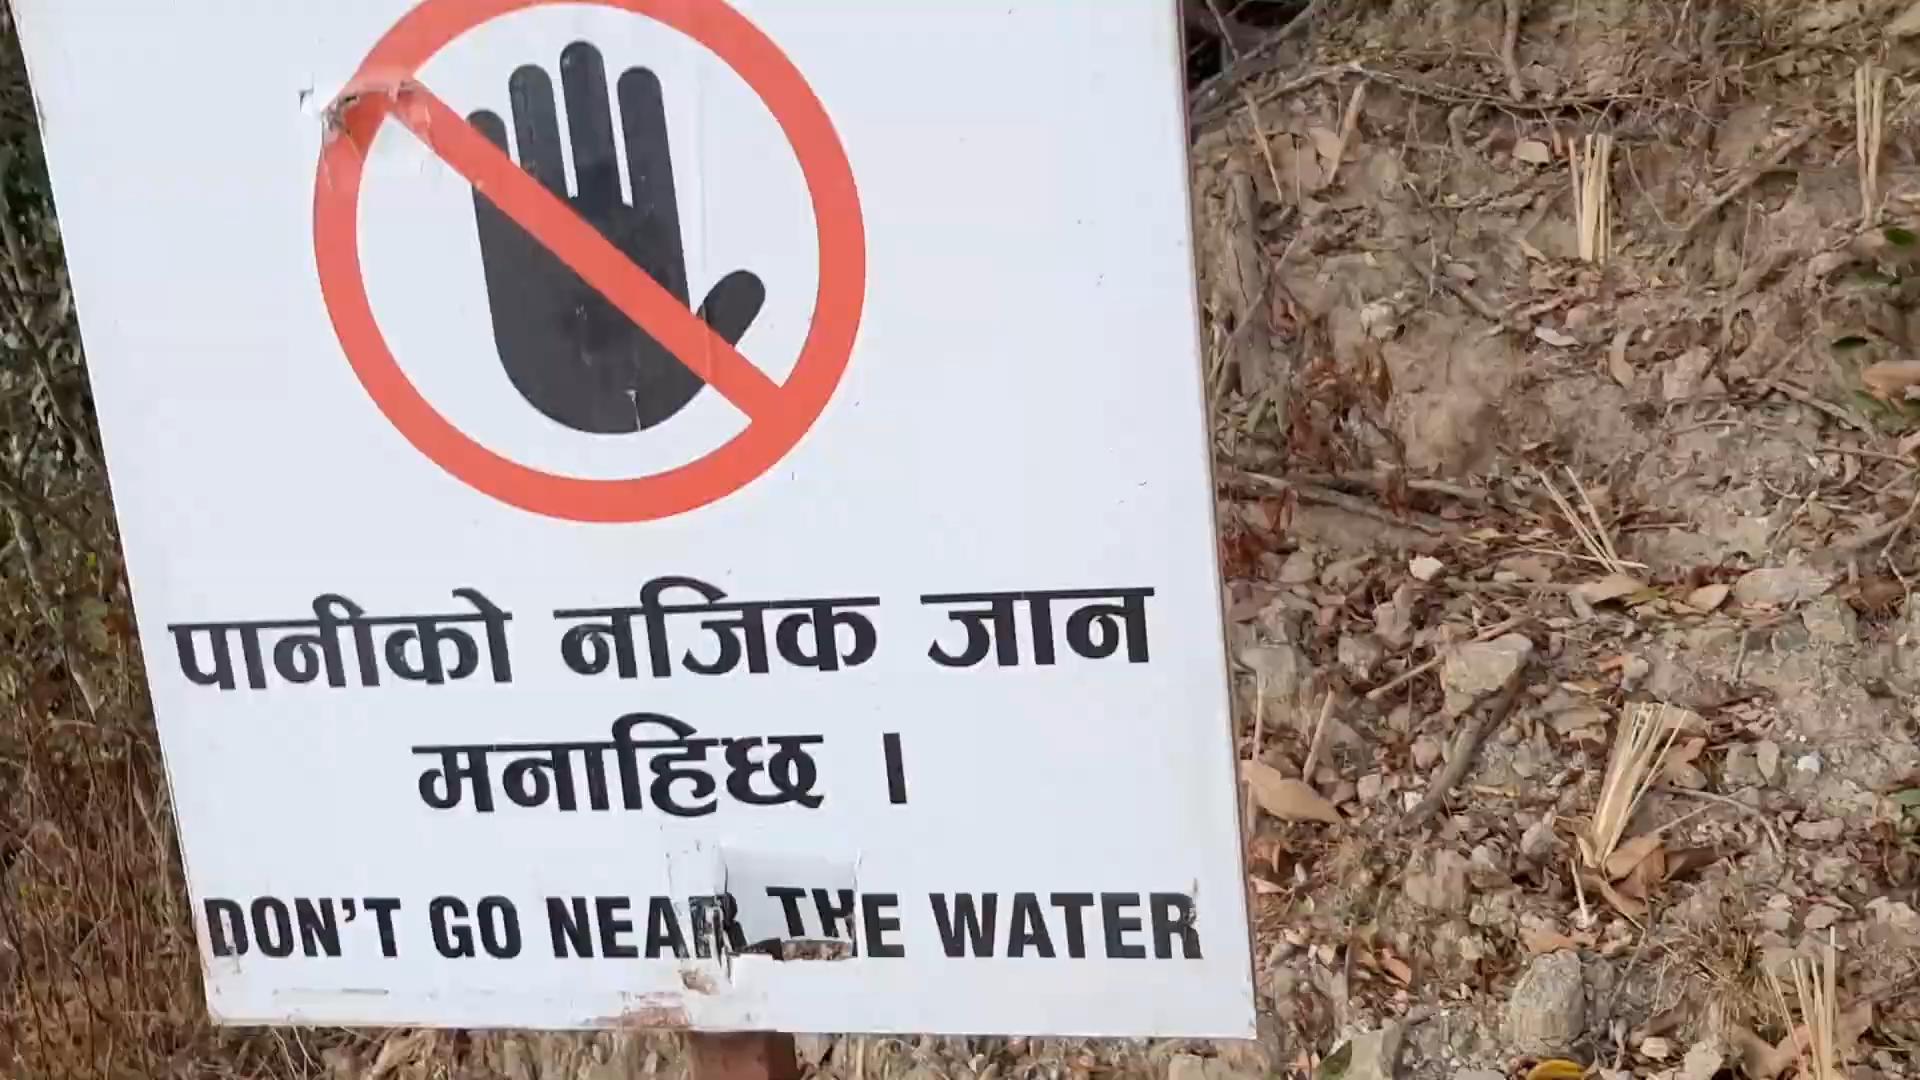 पानीको नजिक जान
मनाहिछ ।
DON'T GO NEAR THE WATER